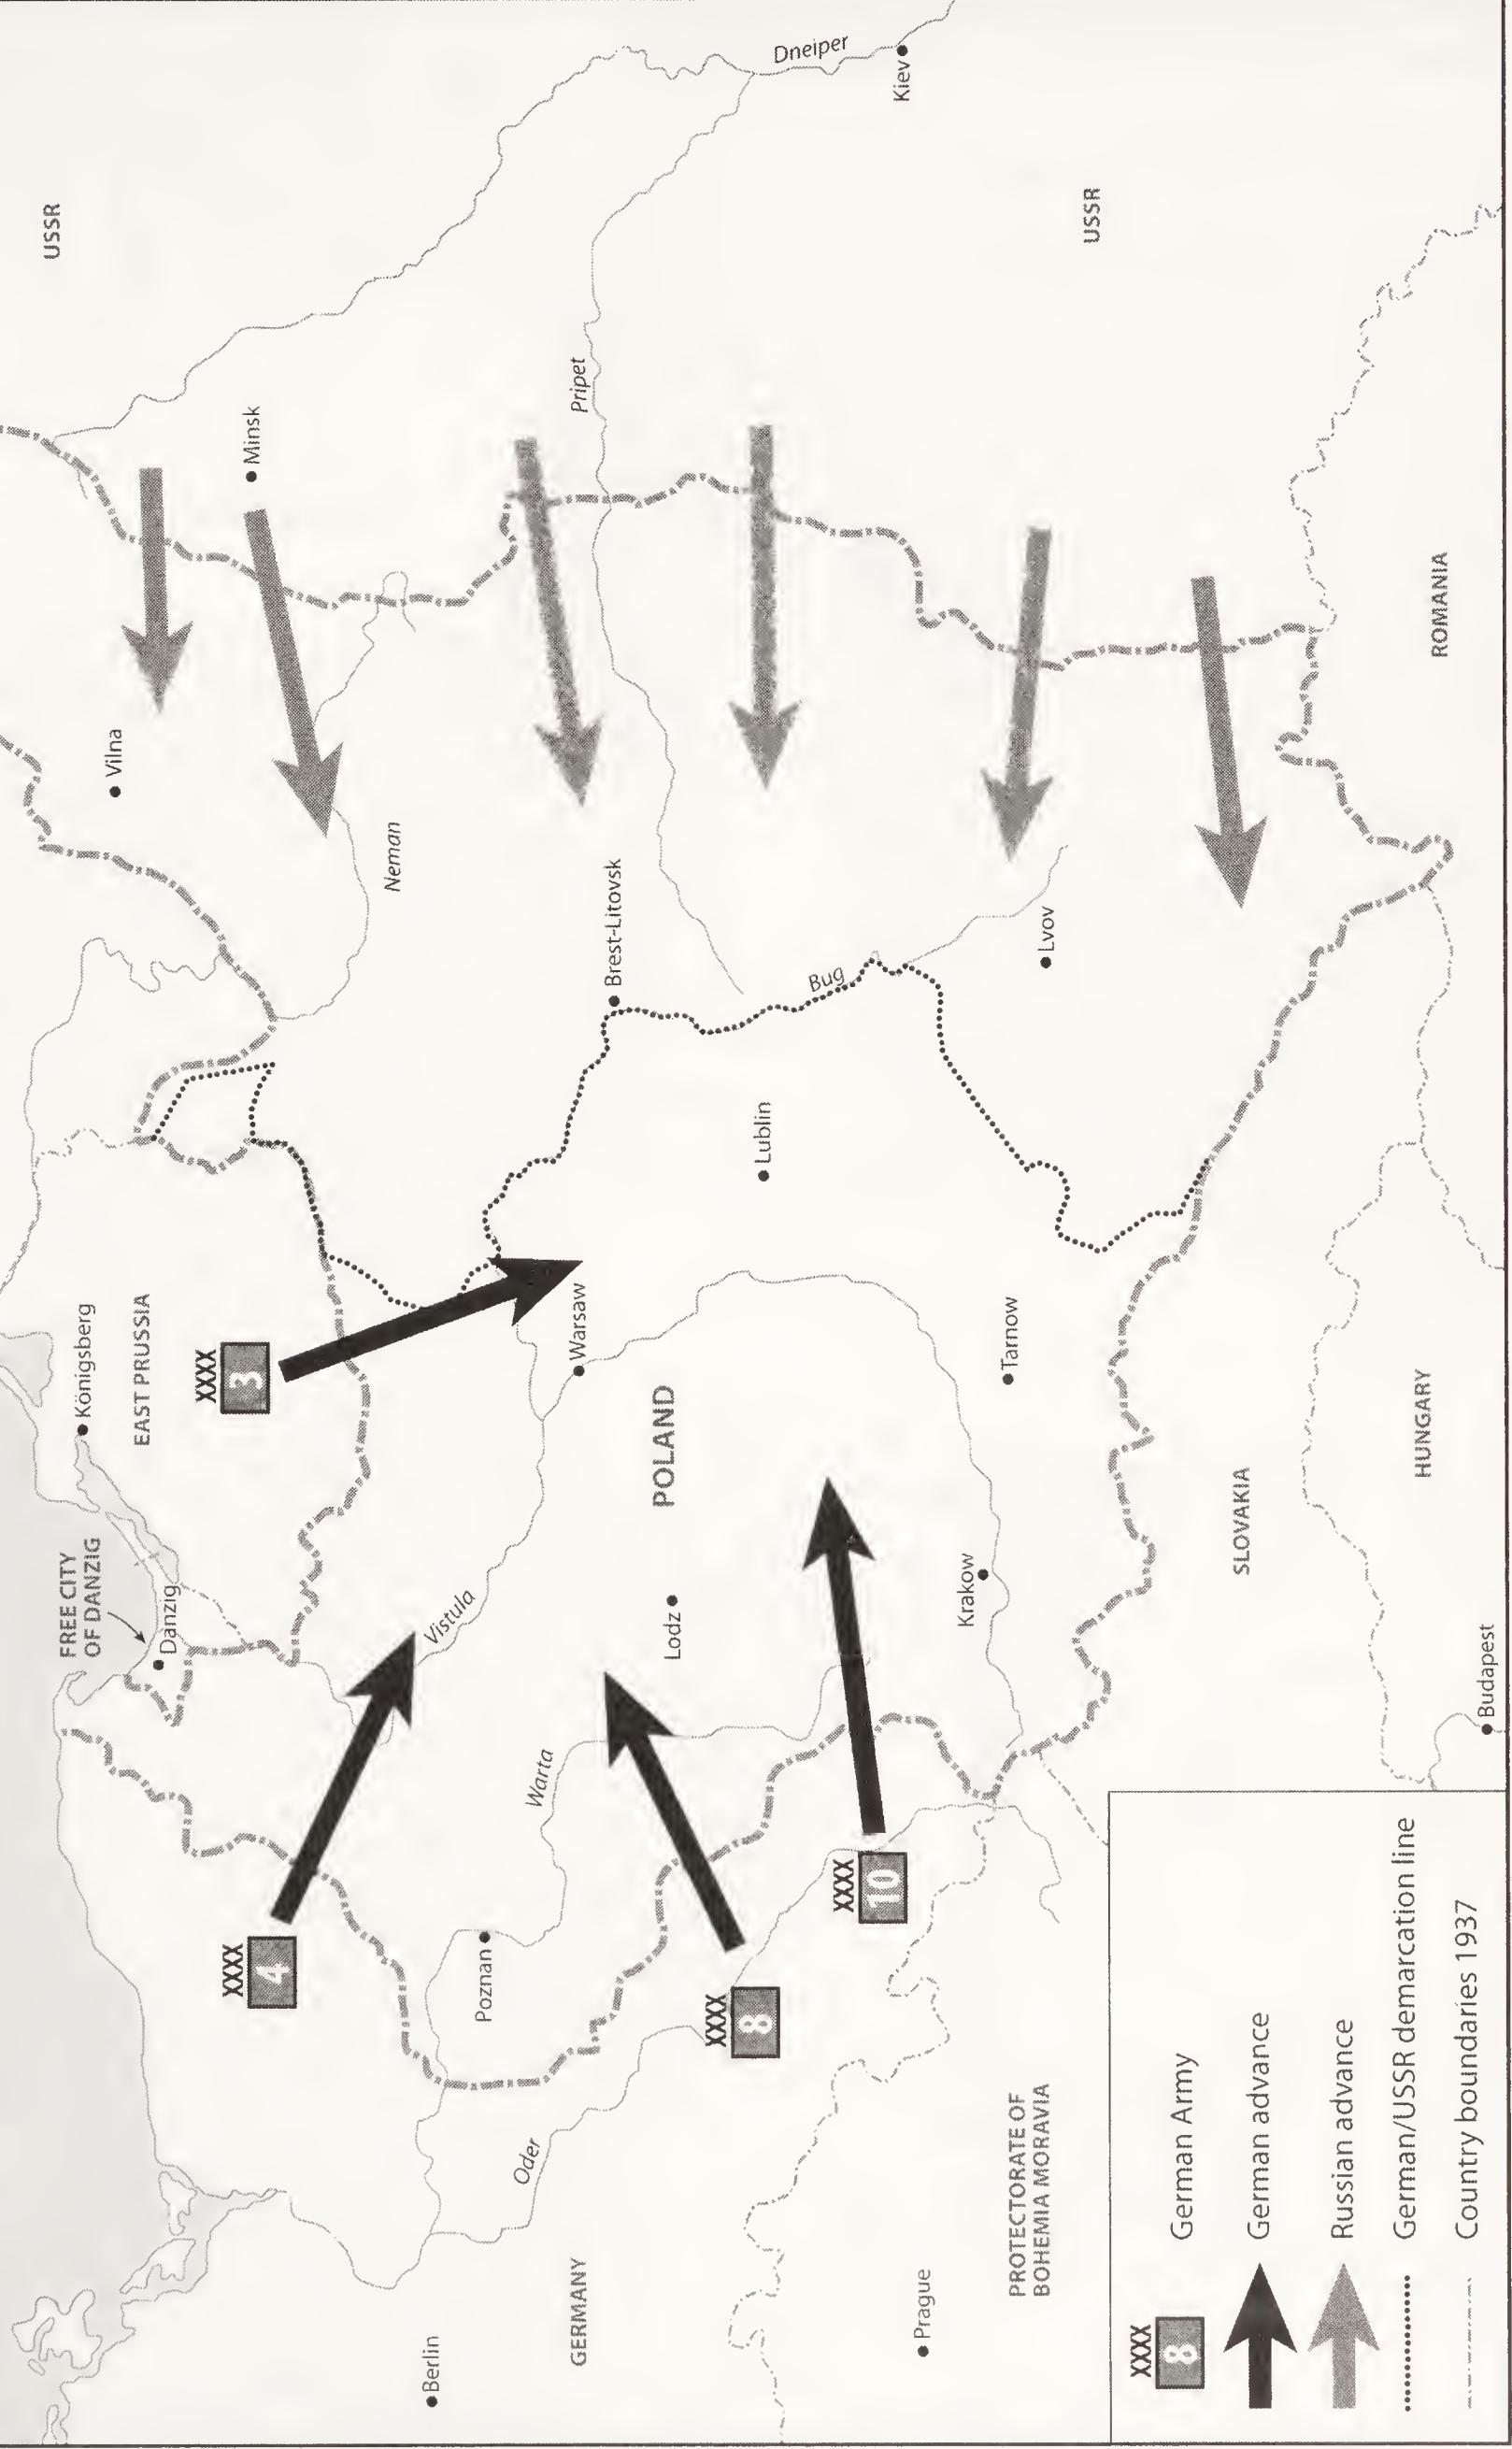 USSR
Dneiper
Kiev
USSR
Minsk
Pripet
Vilna
Neman
Brest-Litovsk
Bug
Lvov
ROMANIA
Lublin
Königsberg
EAST PRUSSIA
XXXX
3
Warsaw
Tarnow
POLAND
FREE CITY
OF DANZIG
Danzig
Vistula
Lodz
Krakow
SLOVAKIA
HUNGARY
Budapest
Warta
XXXX
4
Poznan
XXXX
8
XXXX
10
Oder
GERMANY
Berlin
Prague
PROTECTORATE OF
BOHEMIA MORAVIA
XXXX
8
German Army
German advance
Russian advance
German/USSR demarcation line
Country boundaries 1937